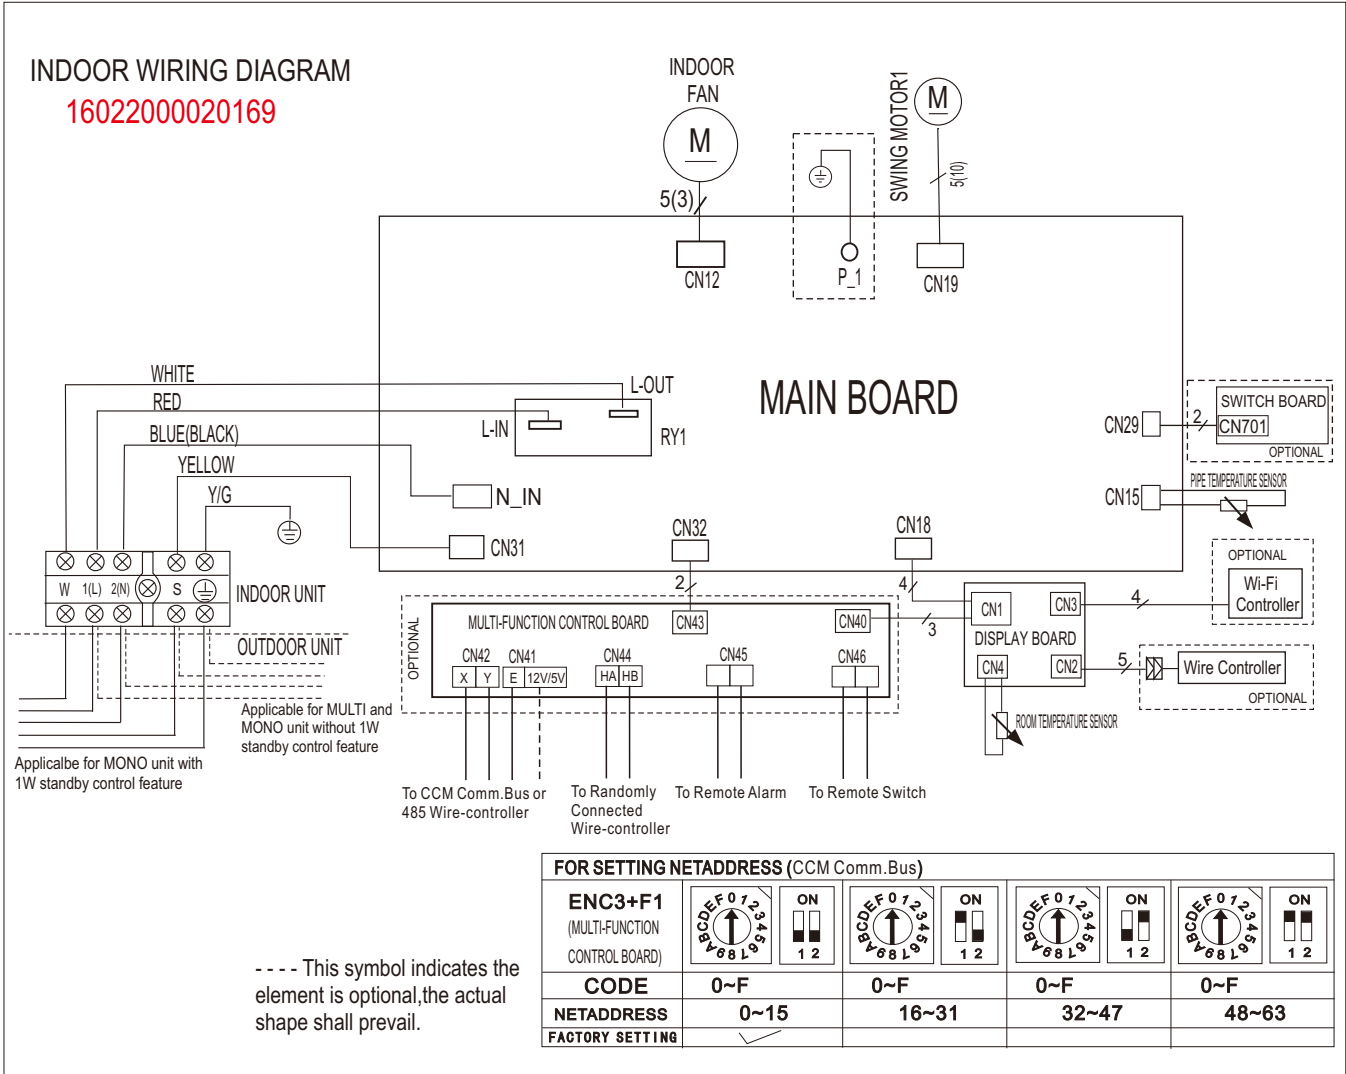 INDOOR WIRING DIAGRAM
16022000020169
INDOOR
FAN
M
5(3)
CN12
P_1
SWING MOTOR1
M
5(10)
CN19
MAIN BOARD
WHITE
RED
BLUE(BLACK)
YELLOW
Y/G
L-OUT
L-IN
RY1
N_IN
CN31
CN32
CN18
CN29
2
SWITCH BOARD
CN701
OPTIONAL
CN15
PIPE TEMPERATURE SENSOR
W 1(L) 2(N) S
INDOOR UNIT
OUTDOOR UNIT
Applicable for MULTI and
MONO unit without 1W
standby control feature
Applicalbe for MONO unit with
1W standby control feature
2
4
OPTIONAL
MULTI-FUNCTION CONTROL BOARD
CN43
CN40
3
CN42 CN41 CN44 CN45 CN46
X Y E 12V/5V HA HB
CN1
CN3
DISPLAY BOARD
CN4
CN2
4
OPTIONAL
Wi-Fi
Controller
5
Wire Controller
OPTIONAL
ROOM TEMPERATURE SENSOR
To CCM Comm.Bus or
485 Wire-controller
To Randomly
Connected
Wire-controller
To Remote Alarm
To Remote Switch
FOR SETTING NETADDRESS (CCM Comm.Bus)
ENC3+F1
(MULTI-FUNCTION
CONTROL BOARD)
0123456789ABCDEF ON 1 2
0123456789ABCDEF ON 1 2
0123456789ABCDEF ON 1 2
0123456789ABCDEF ON 1 2
CODE 0~F 0~F 0~F 0~F
NETADDRESS 0~15 16~31 32~47 48~63
FACTORY SETTING
- - - - This symbol indicates the
element is optional,the actual
shape shall prevail.